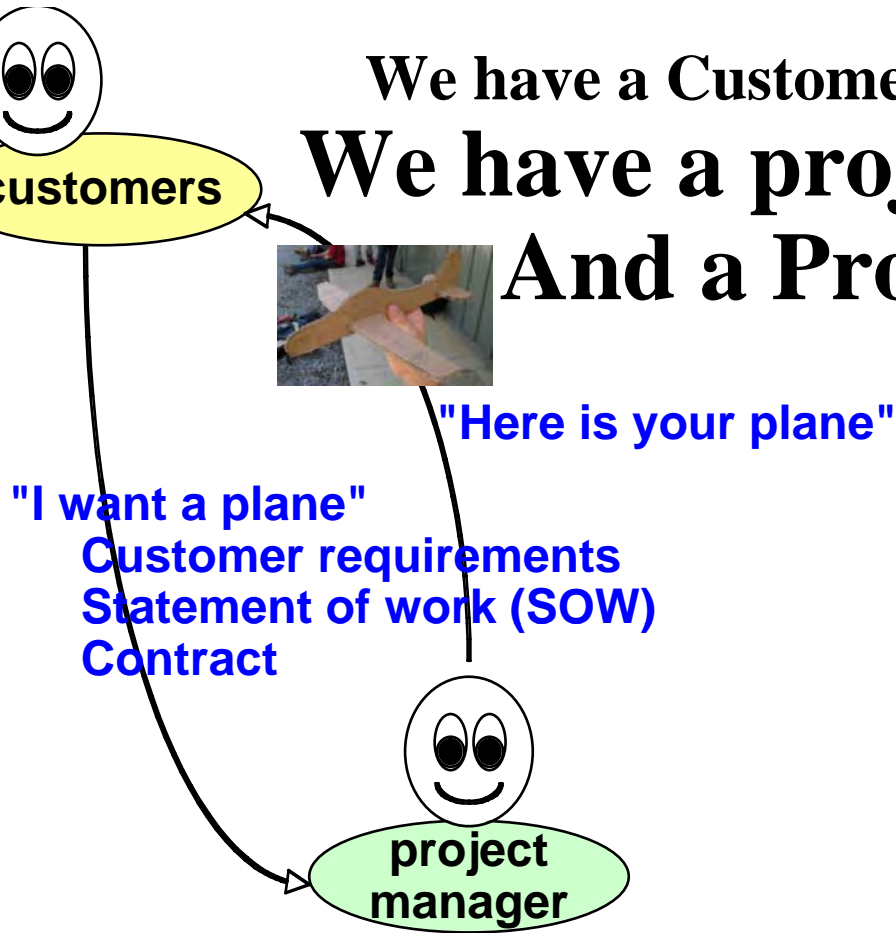 We have a Custome
We have a proj
And a Pro
customers
"Here is your plane"
"I want a plane"
Customer requirements
Statement of work (SOW)
Contract
project
manager